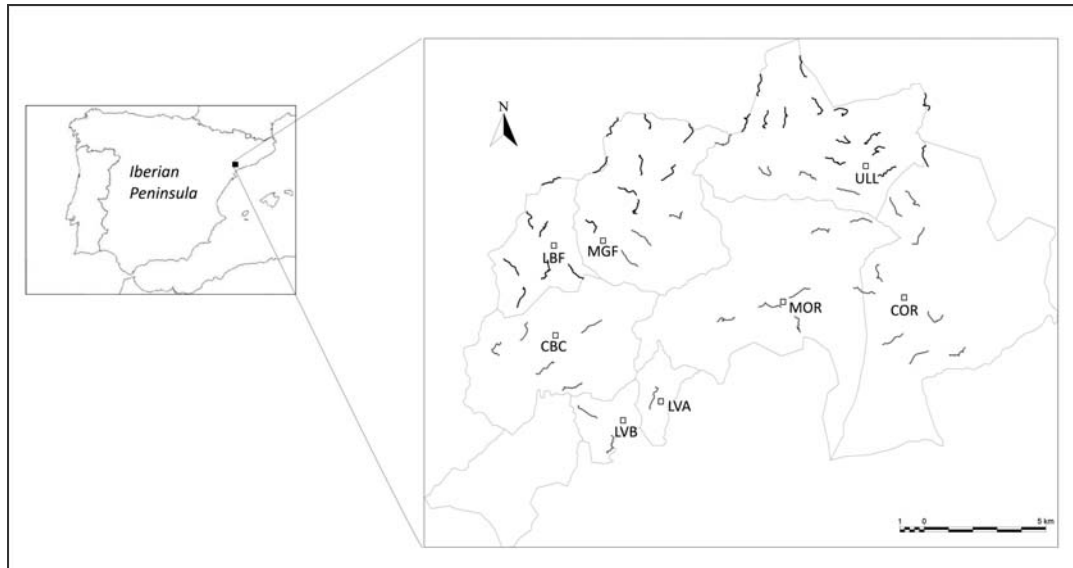 Iberian
Peninsula
N
ULL
MGF
LBF
MOR
COR
CBC
LVA
LVB
1 0 5 km